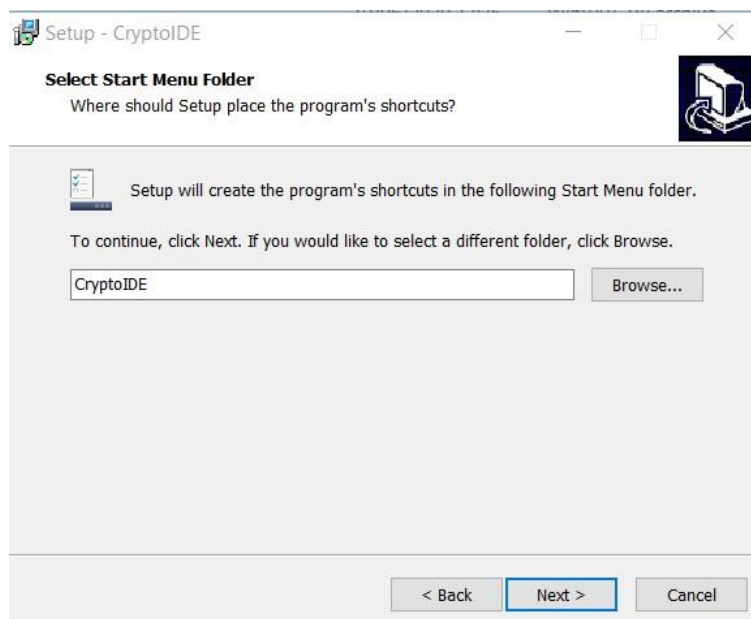 Setup - CryptoIDE
Select Start Menu Folder
Where should Setup place the program's shortcuts?
Setup will create the program's shortcuts in the following Start Menu folder.
To continue, click Next. If you would like to select a different folder, click Browse.
CryptoIDE
Browse...
< Back
Next >
Cancel